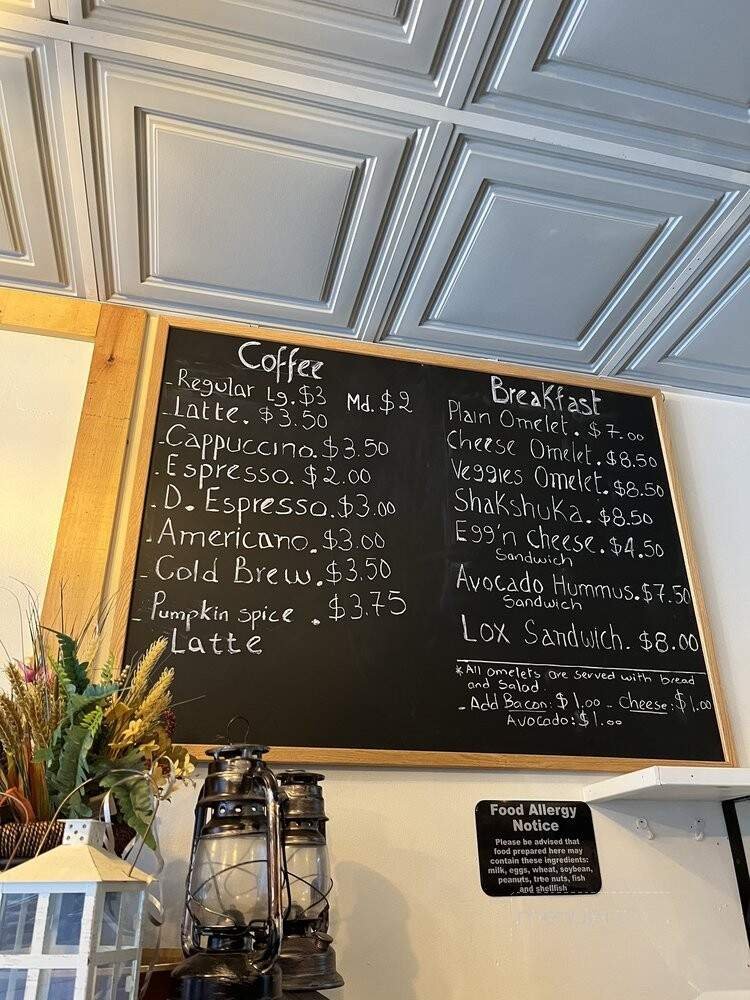 Coffee
- Regular Lg. $3 Md. $2
- Latte. $3.50
- Cappuccino. $3.50
. Espresso. $2.00
. D. Espresso. $3.00
. Americano. $3.00
- Cold Brew. $3.50
- Pumpkin spice . $3.75
Latte
Breakfast
Plain Omelet. $7.00
Cheese Omelet. $8.50
Veggies Omelet. $8.50
Shakshuka. $8.50
Egg'n Cheese. $4.50
Sandwich
Avocado Hummus. $7.50
Sandwich
Lox Sandwich. $8.00
*All omelets are served with bread
and Salad.
- Add Bacon: $1.00 - Cheese: $1.00
Avocado: $1.00
Food Allergy
Notice
Please be advised that
food prepared here may
contain these ingredients:
milk, eggs, wheat, soybean,
peanuts, tree nuts, fish
and shellfish